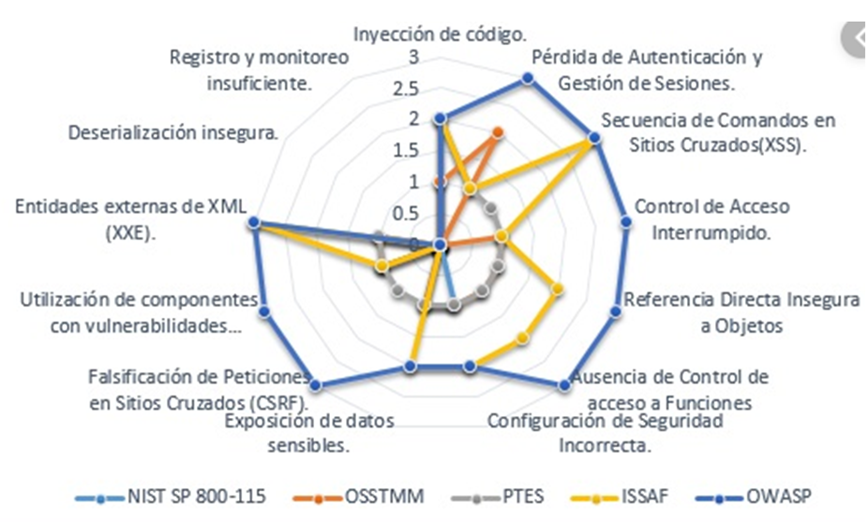 Inyección de código.
Registro y monitoreo
insuficiente.
Pérdida de Autenticación y
Gestión de Sesiones.
3
2.5
2
1.5
1
0.5
0
Secuencia de Comandos en
Sitios Cruzados(XSS).
Deserialización insegura.
Entidades externas de XML
(XXE).
Control de Acceso
Interrumpido.
Utilización de componentes
con vulnerabilidades...
Referencia Directa Insegura
a Objetos
Falsificación de Peticiones
en Sitios Cruzados (CSRF).
Ausencia de Control de
acceso a Funciones
Exposición de datos
sensibles.
Configuración de Seguridad
Incorrecta.
NIST SP 800-115
OSSTMM
PTES
ISSAF
OWASP